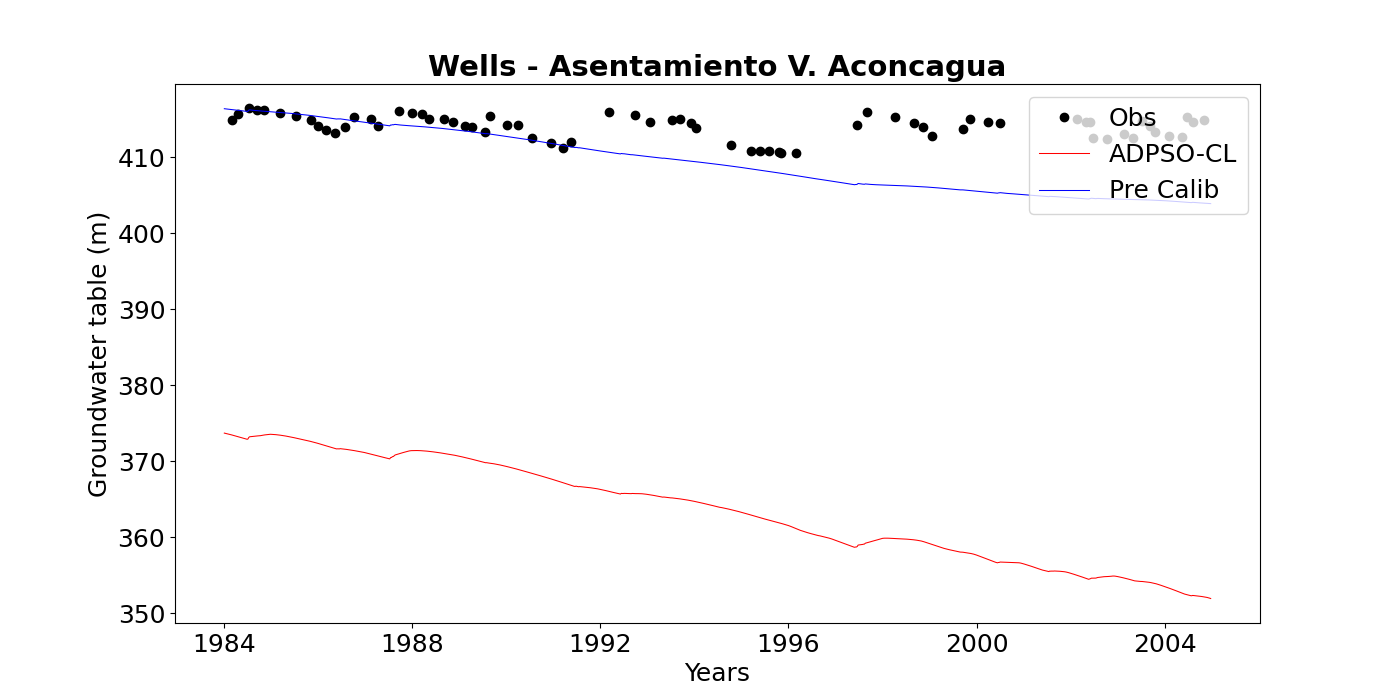 Wells - Asentamiento V. Aconcagua
Groundwater table (m)
410
400
390
380
370
360
350
Obs
ADPSO-CL
Pre Calib
1984 1988 1992 1996 2000 2004
Years